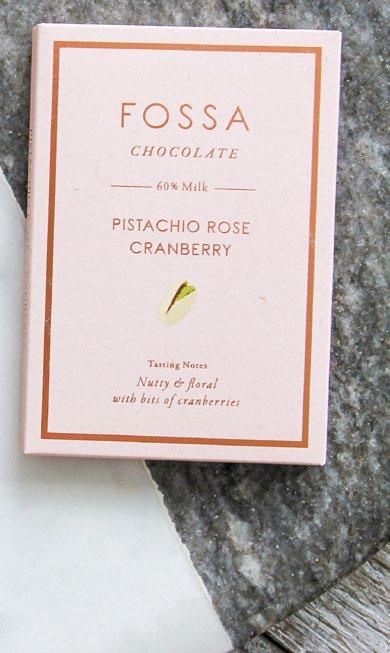 FOSSA
CHOCOLATE
60% Milk
PISTACHIO ROSE
CRANBERRY
Tasting Notes
Nutty & floral
with bits of cranberries